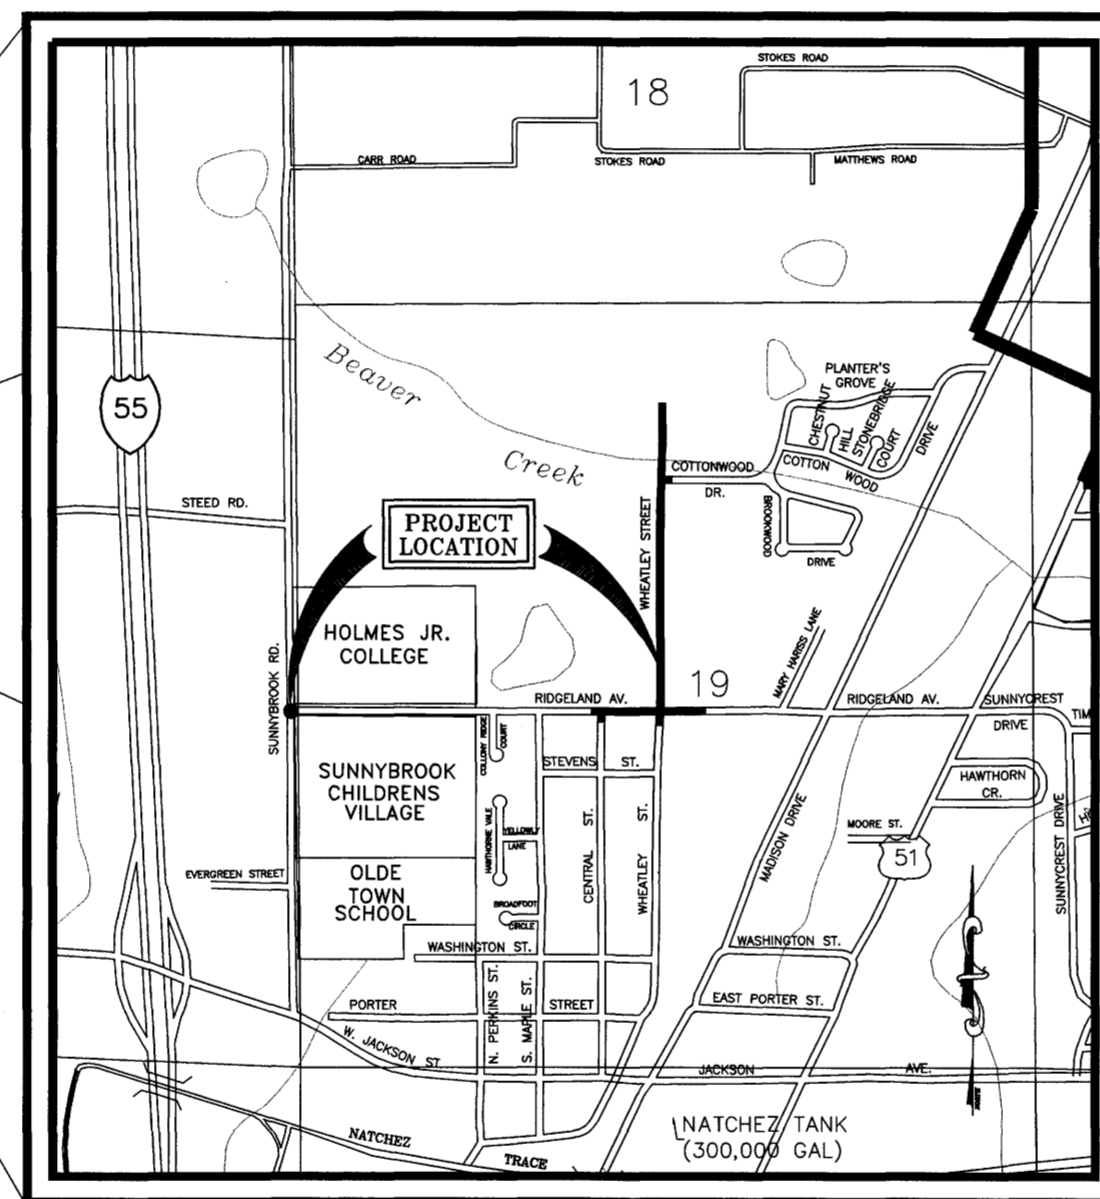 STOKES ROAD
18
CARR ROAD
STOKES ROAD
MATTHEWS ROAD
Beaver
Creek
55
PLANTER'S
GROVE
CHESTNUT
HILL
STONEBRIDGE
COURT
DRIVE
COTTONWOOD
DR.
COTTON
WOOD
BROOKWOOD
DRIVE
STEED RD.
PROJECT
LOCATION
WHEATLEY STREET
HOLMES JR.
COLLEGE
SUNNYBROOK RD.
MARY HARISS LANE
19
RIDGELAND AV.
RIDGELAND AV.
SUNNYCREST
DRIVE
TIM
COLLONY RIDGE
COURT
STEVENS
ST.
SUNNYBROOK
CHILDRENS
VILLAGE
HAWTHORN
CR.
HAWTHORNE VALE
YELLOWLY
LANE
CENTRAL ST.
WHEATLEY ST.
MADISON DRIVE
MOORE ST.
51
SUNNYCREST DRIVE
EVERGREEN STREET
OLDE
TOWN
SCHOOL
BROADFOOT
CIRCLE
WASHINGTON ST.
WASHINGTON ST.
PORTER
STREET
N. PERKINS ST.
S. MAPLE ST.
EAST PORTER ST.
W. JACKSON ST.
JACKSON
AVE.
NORTH
NATCHEZ TANK
(300,000 GAL)
NATCHEZ
TRACE